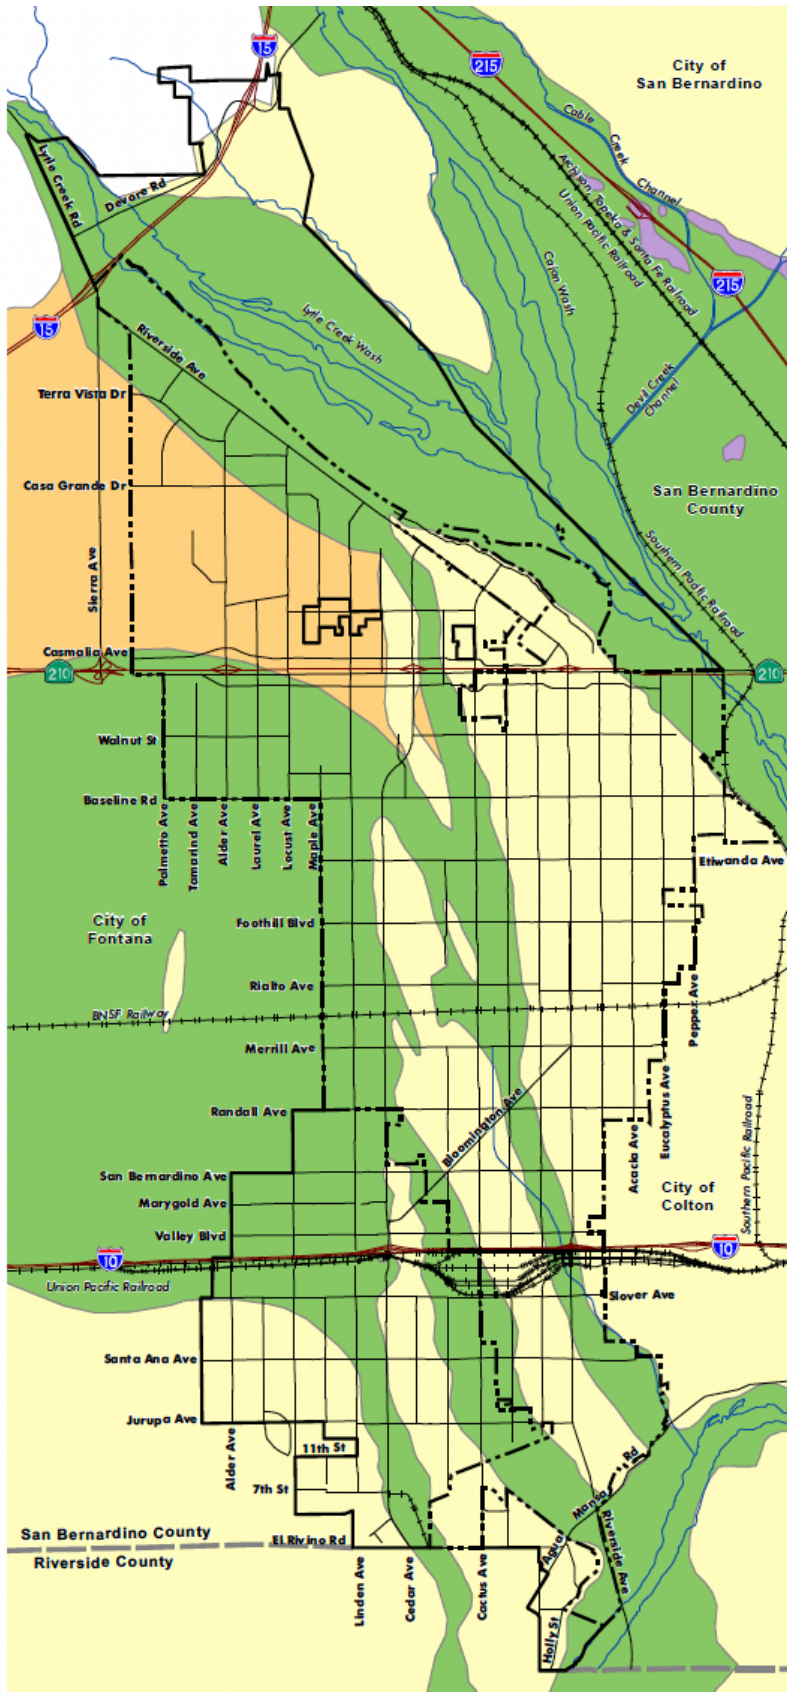 15
215
City of
San Bernardino
Cable
Creek
Channel
Lytle Creek Rd
Devore Rd
Atchison, Topeka & Santa Fe Railroad
Union Pacific Railroad
215
Cajon Wash
15
Riverside Ave
Lytle Creek Wash
Devil Creek
Channel
Terra Vista Dr
Casa Grande Dr
San Bernardino
County
Sierra Ave
Southern Pacific Railroad
Casmalia Ave
210
210
Walnut St
Baseline Rd
Palmetto Ave
Tamarind Ave
Alder Ave
Laurel Ave
Locust Ave
Maple Ave
Etiwanda Ave
City of
Fontana
Foothill Blvd
Rialto Ave
Pepper Ave
BNSF Railway
Merrill Ave
Eucalyptus Ave
Randall Ave
Bloomington Ave
Acacia Ave
Southern Pacific Railroad
San Bernardino Ave
City of
Colton
Marygold Ave
Valley Blvd
10
10
Union Pacific Railroad
Slover Ave
Santa Ana Ave
Jurupa Ave
Alder Ave
11th St
7th St
Agua Mansa Rd
Riverside Ave
San Bernardino County
El Rivino Rd
Riverside County
Linden Ave
Cedar Ave
Cactus Ave
Holly St